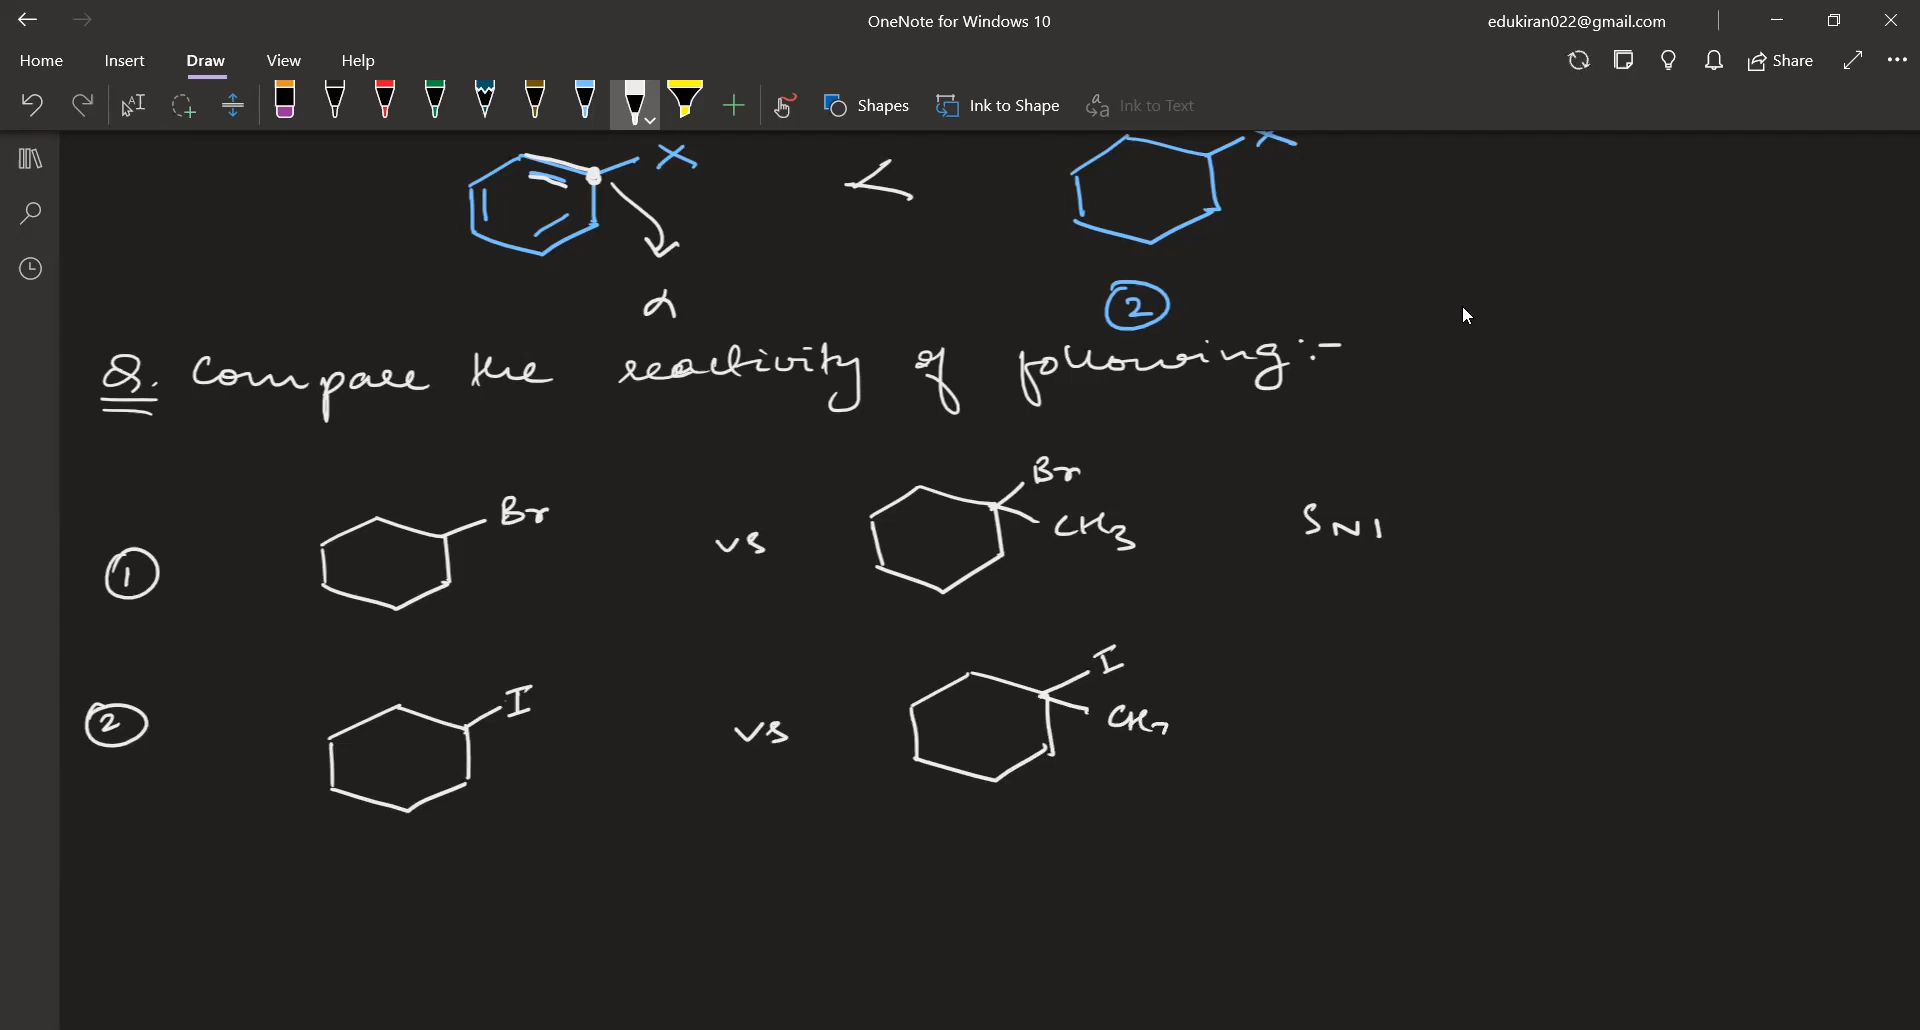 OneNote for Windows 10
edukiran022@gmail.com
Home Insert Draw View Help
Share
Shapes Ink to Shape Ink to Text
X < X
α
2
Q. Compare the reactivity of following :-
1 Br vs Br CH3 SN1
2 I vs I CH3